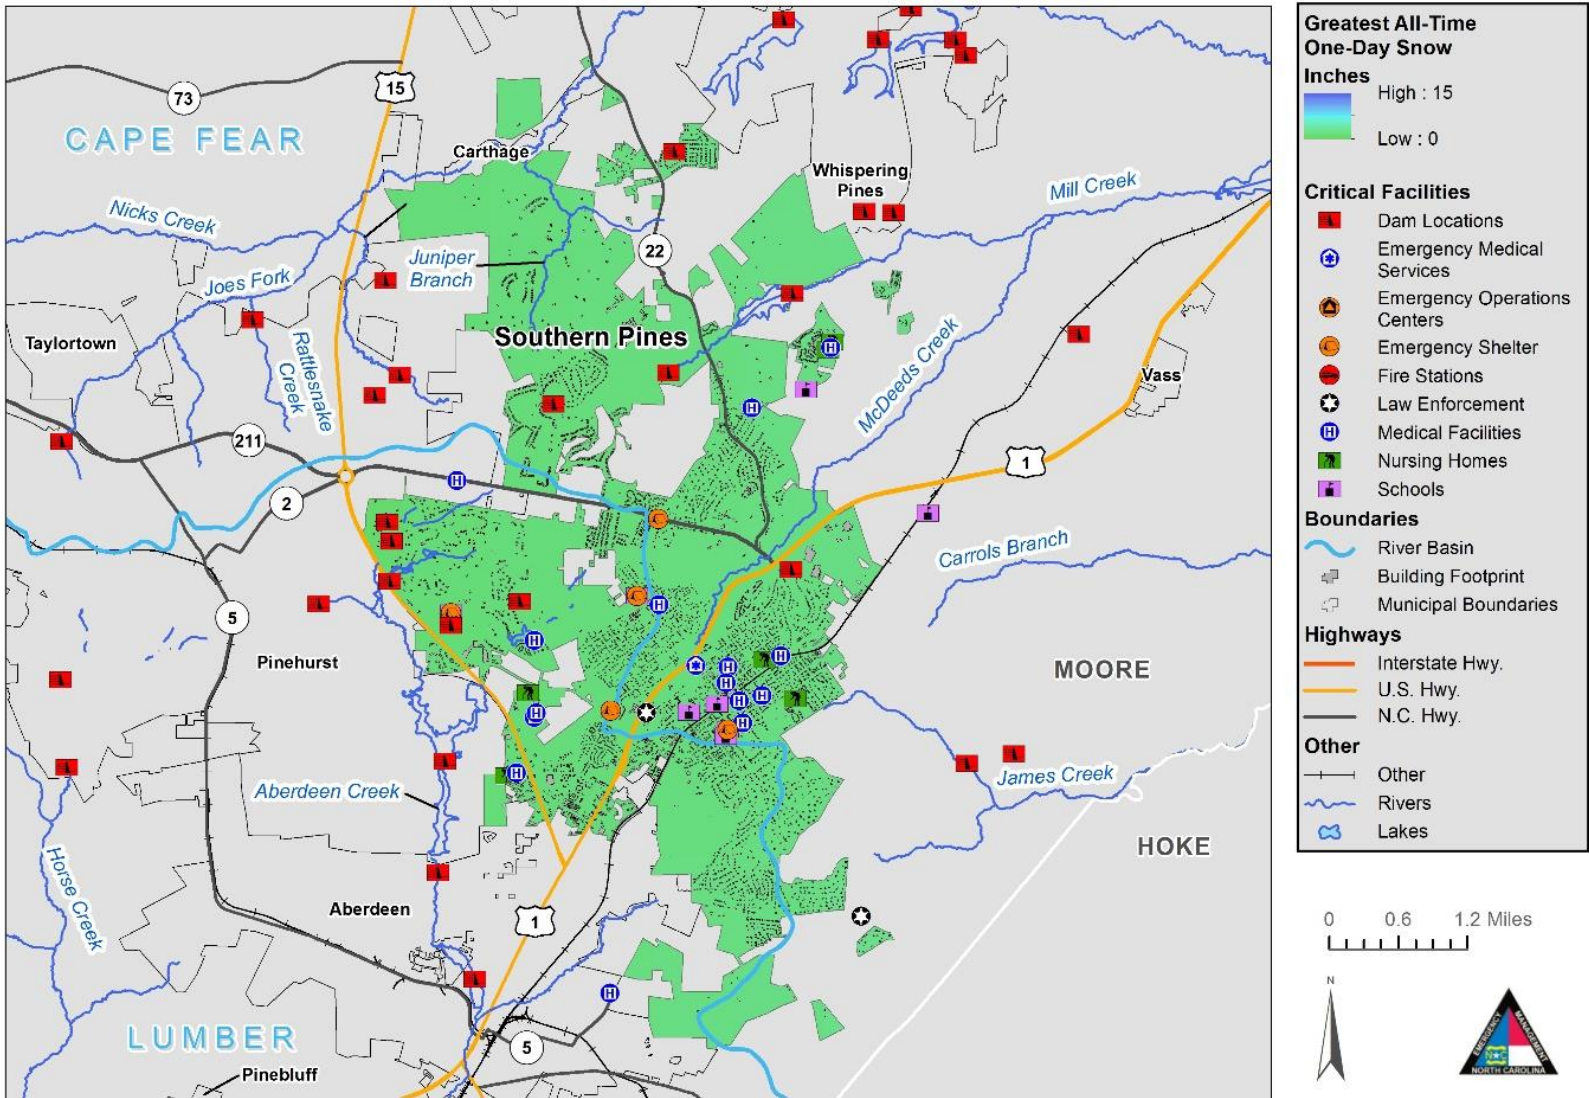 73
15
CAPE FEAR
Carthage
Whispering
Pines
Mill Creek
Nicks Creek
Juniper
Branch
22
Joes Fork
Taylortown
Rattlesnake
Creek
Southern Pines
McDeeds Creek
Vass
211
2
1
Carrols Branch
5
Pinehurst
MOORE
Aberdeen Creek
James Creek
HOKE
Horse Creek
Aberdeen
1
LUMBER
5
Pinebluff
Greatest All-Time
One-Day Snow
Inches
High : 15
Low : 0
Critical Facilities
Dam Locations
Emergency Medical
Services
Emergency Operations
Centers
Emergency Shelter
Fire Stations
Law Enforcement
Medical Facilities
Nursing Homes
Schools
Boundaries
River Basin
Building Footprint
Municipal Boundaries
Highways
Interstate Hwy.
U.S. Hwy.
N.C. Hwy.
Other
Other
Rivers
Lakes
0 0.6 1.2 Miles
N
EMERGENCY
MANAGEMENT
NORTH CAROLINA